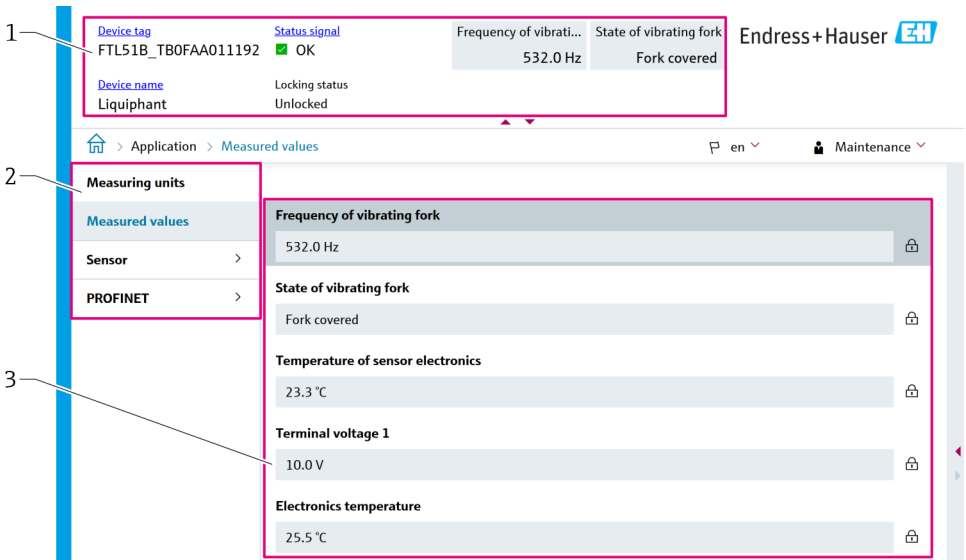 1
Device tag
Status signal
Frequency of vibrati...
State of vibrating fork
Endress+Hauser EH
FTL51B_TB0FAA011192
OK
532.0 Hz
Fork covered
Device name
Locking status
Liquiphant
Unlocked
> Application > Measured values
en
Maintenance
2
Measuring units
Measured values
Sensor >
PROFINET >
Frequency of vibrating fork
532.0 Hz
State of vibrating fork
Fork covered
Temperature of sensor electronics
23.3 °C
3
Terminal voltage 1
10.0 V
Electronics temperature
25.5 °C